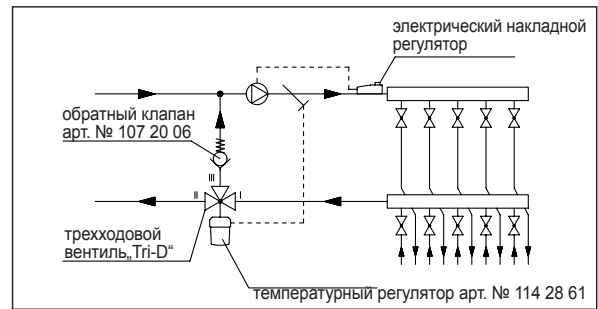 электрический накладной
регулятор
обратный клапан
арт. № 107 20 06
III
II
I
трехходовой
вентиль„Tri-D“
температурный регулятор арт. № 114 28 61